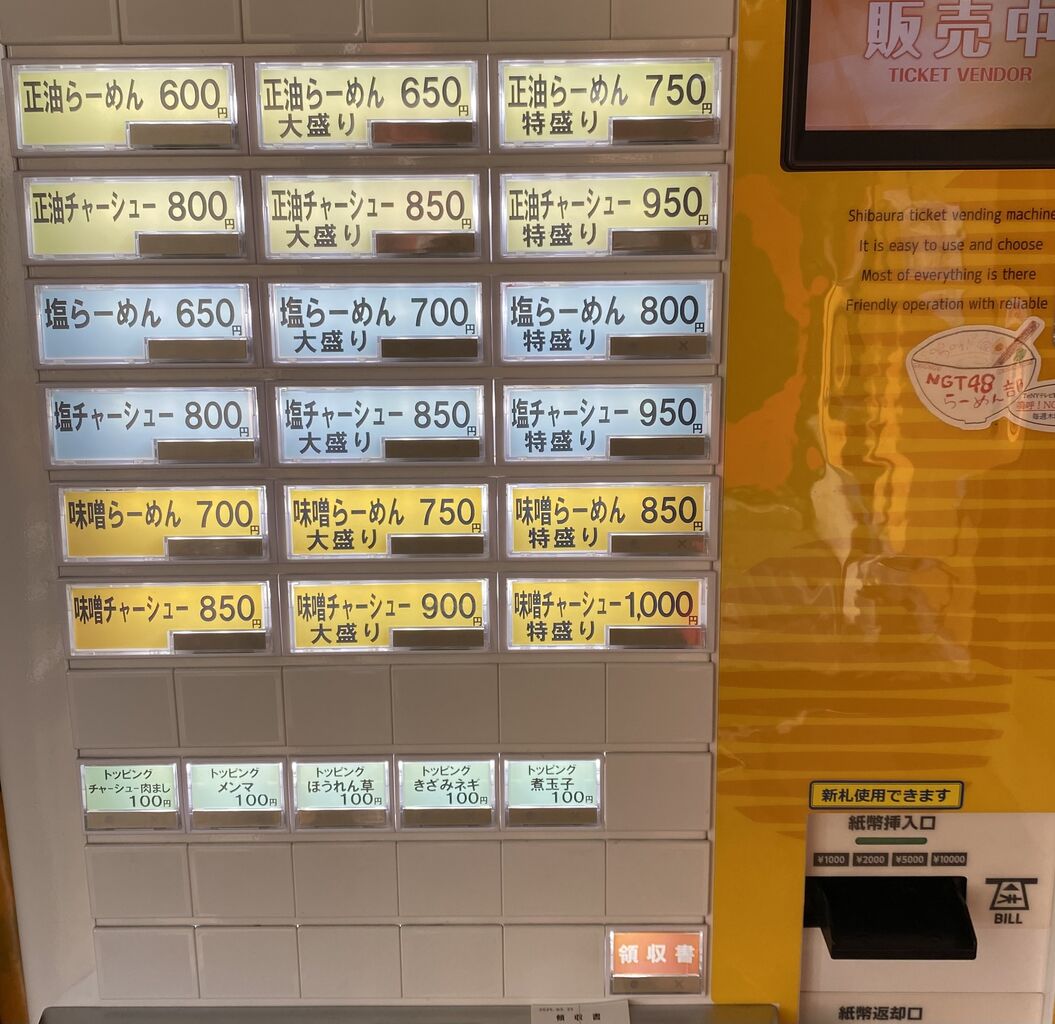 販売中
TICKET VENDOR
正油らーめん 600円
正油らーめん 650円
大盛り
正油らーめん 750円
特盛り
正油チャーシュー 800円
正油チャーシュー 850円
大盛り
正油チャーシュー 950円
特盛り
塩らーめん 650円
塩らーめん 700円
大盛り
塩らーめん 800円
特盛り
塩チャーシュー 800円
塩チャーシュー 850円
大盛り
塩チャーシュー 950円
特盛り
味噌らーめん 700円
味噌らーめん 750円
大盛り
味噌らーめん 850円
特盛り
味噌チャーシュー 850円
味噌チャーシュー 900円
大盛り
味噌チャーシュー 1,000円
特盛り
トッピング
チャーシュー肉まし
100円
トッピング
メンマ
100円
トッピング
ほうれん草
100円
トッピング
きざみネギ
100円
トッピング
煮玉子
100円
領収書
領収書
Shibaura ticket vending machine
It is easy to use and choose
Most of everything is there
Friendly operation with reliable
NGT48
らーめん部
新札使用できます
紙幣挿入口
¥1000 ¥2000 ¥5000 ¥10000
BILL
紙幣返却口